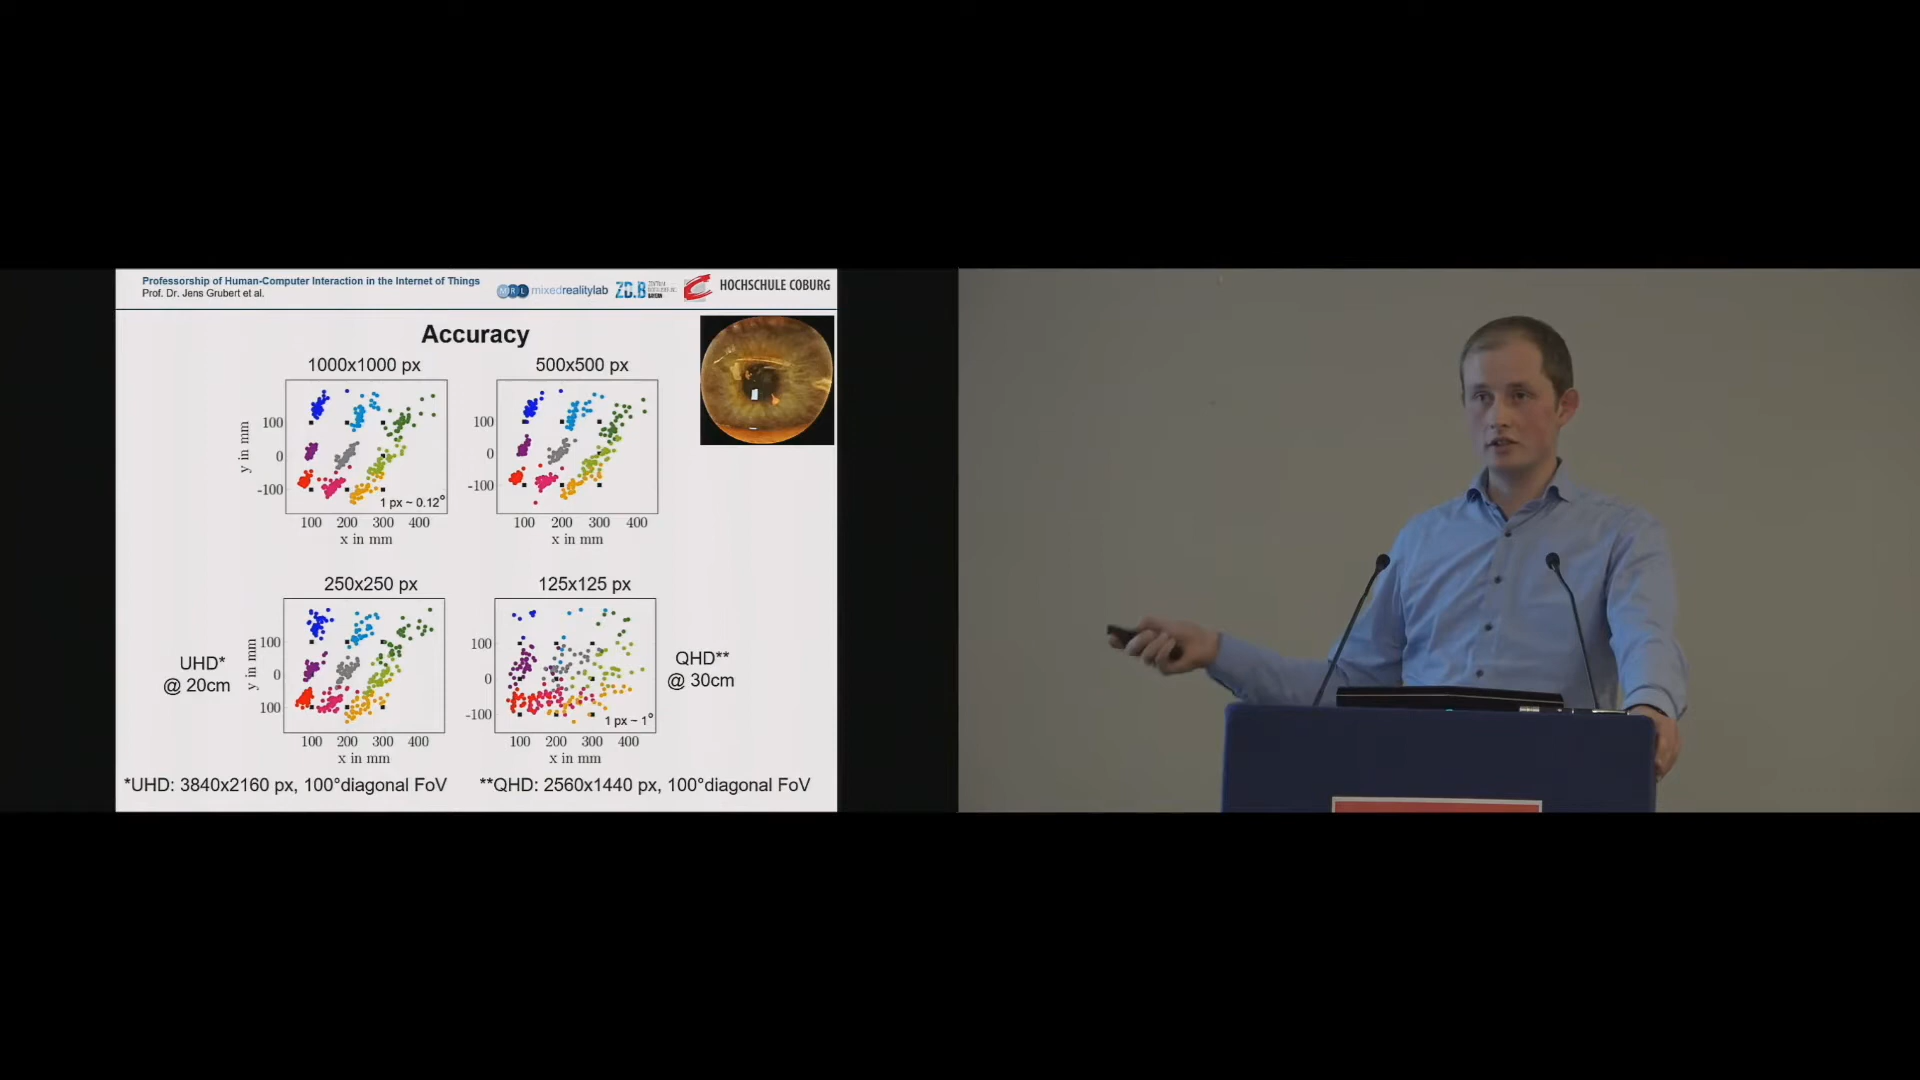 Professorship of Human-Computer Interaction in the Internet of Things
Prof. Dr. Jens Grubert et al.
MRL mixedrealitylab
ZD.B
HOCHSCHULE COBURG
Accuracy
1000x1000 px
500x500 px
y in mm
100
0
-100
1 px ~ 0.12°
100 200 300 400
x in mm
100
0
-100
100 200 300 400
x in mm
250x250 px
125x125 px
UHD*
@ 20cm
y in mm
100
0
100
100 200 300 400
x in mm
100
0
-100
1 px ~ 1°
100 200 300 400
x in mm
QHD**
@ 30cm
*UHD: 3840x2160 px, 100°diagonal FoV
**QHD: 2560x1440 px, 100°diagonal FoV